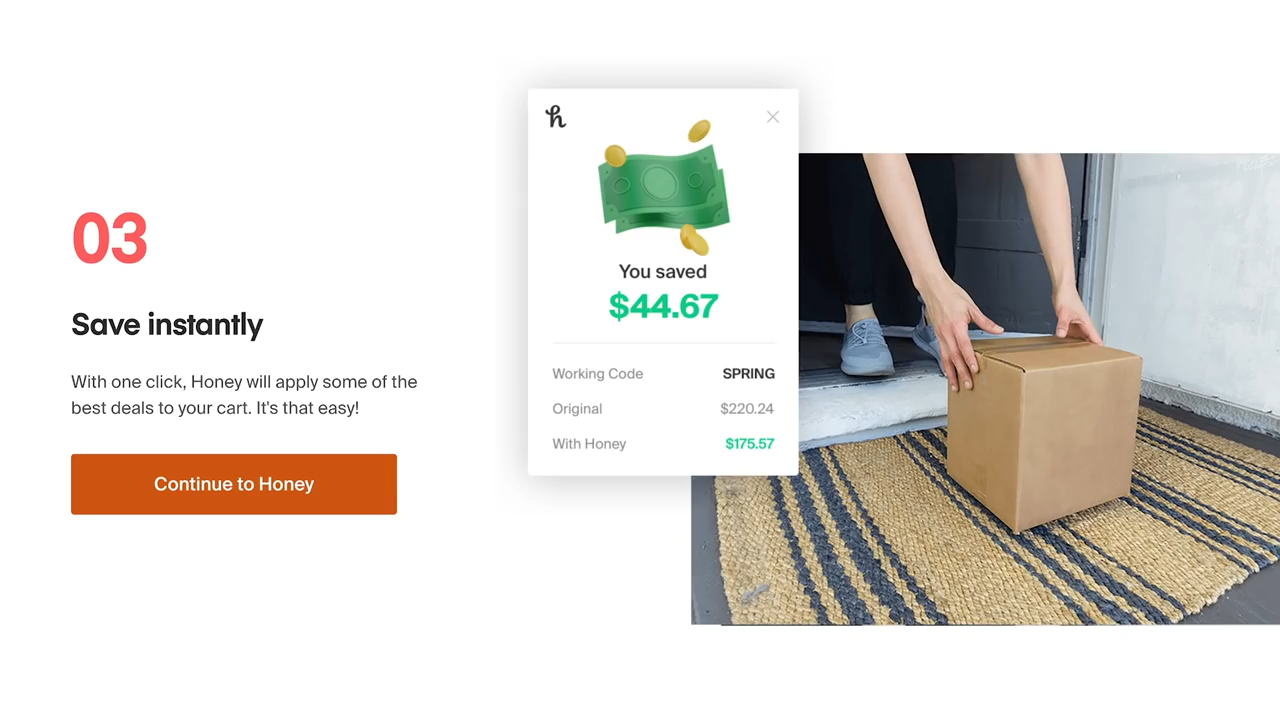 03
Save instantly
With one click, Honey will apply some of the
best deals to your cart. It's that easy!
Continue to Honey
h
You saved
$44.67
Working Code SPRING
Original $220.24
With Honey $175.57